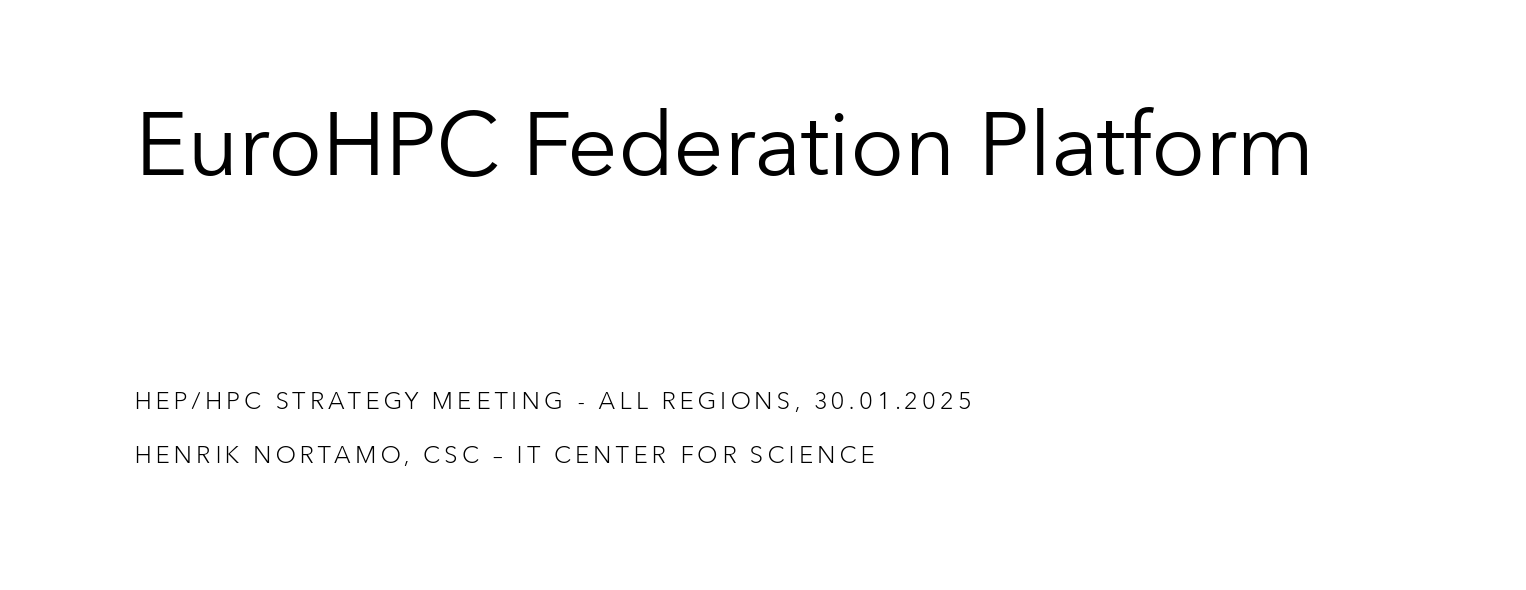 EuroHPC Federation Platform
HEP/HPC STRATEGY MEETING - ALL REGIONS, 30.01.2025
HENRIK NORTAMO, CSC – IT CENTER FOR SCIENCE